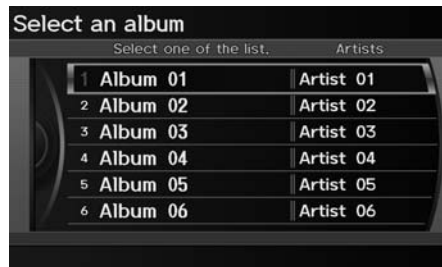 Select an album
Select one of the list. Artists
1 Album 01 Artist 01
2 Album 02 Artist 02
3 Album 03 Artist 03
4 Album 04 Artist 04
5 Album 05 Artist 05
6 Album 06 Artist 06